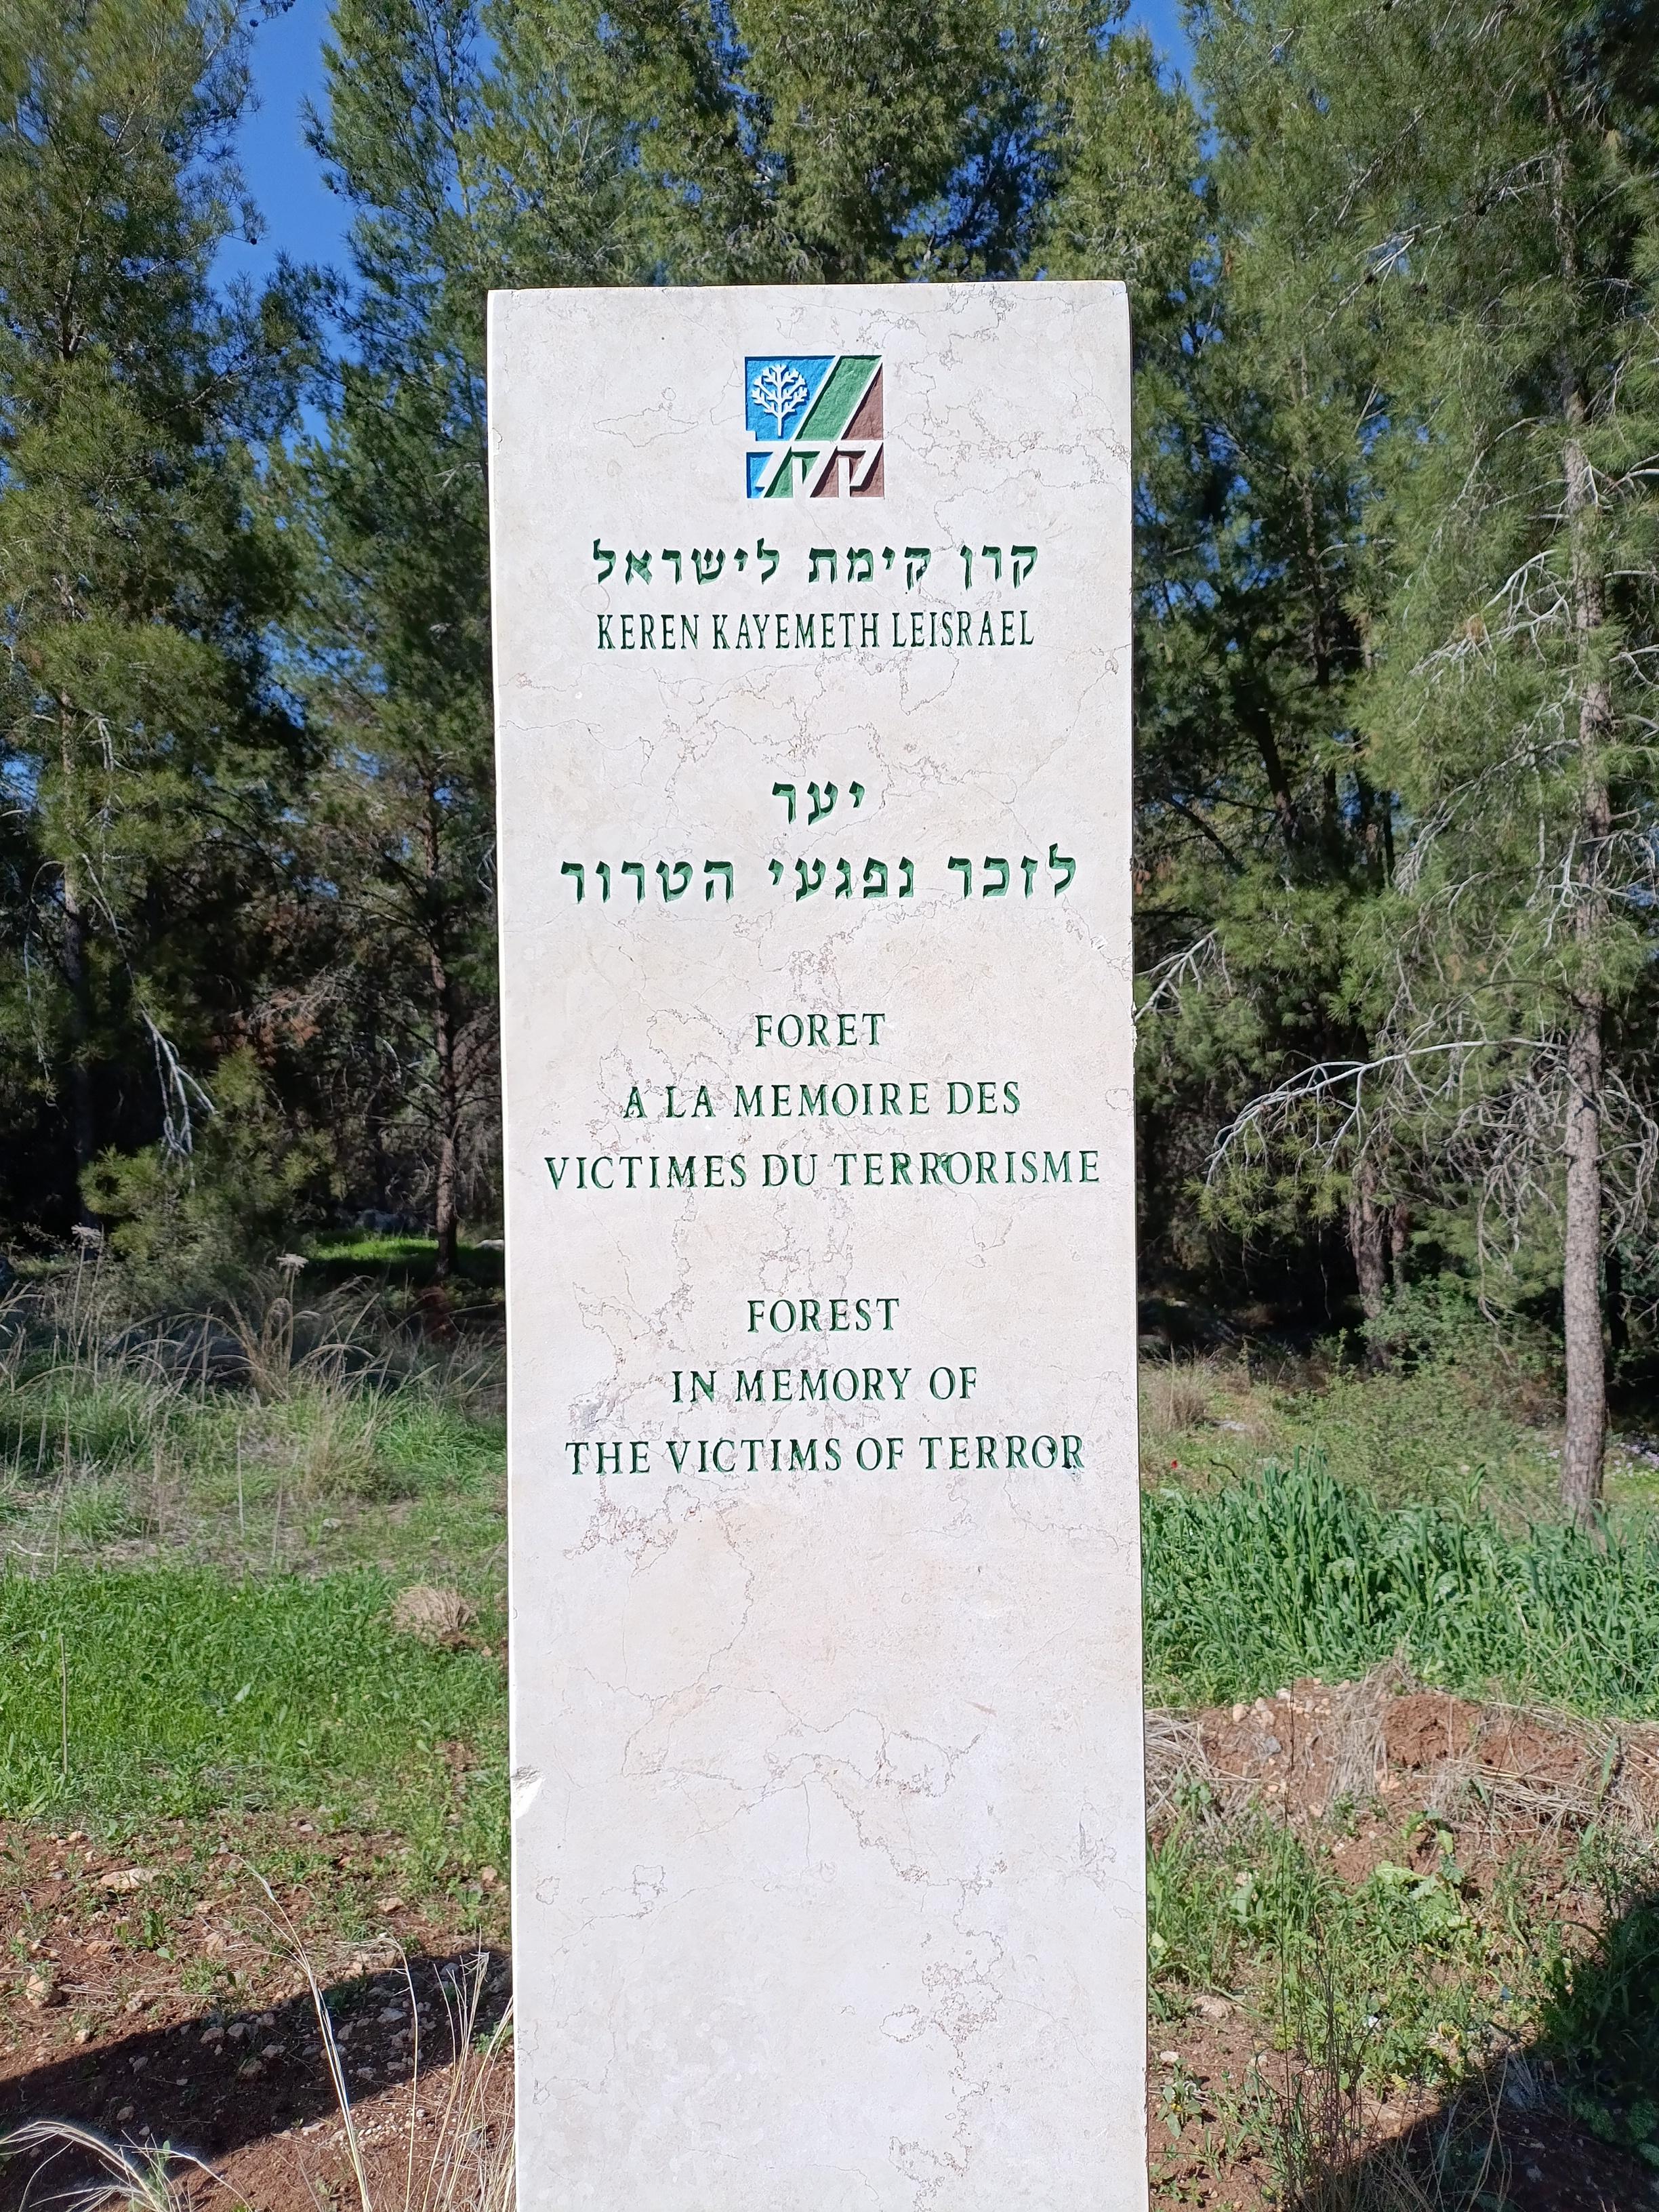 קקל
קרן קימת לישראל
KEREN KAYEMETH LEISRAEL
יער
לזכר נפגעי הטרור
FORET
A LA MEMOIRE DES
VICTIMES DU TERRORISME
FOREST
IN MEMORY OF
THE VICTIMS OF TERROR